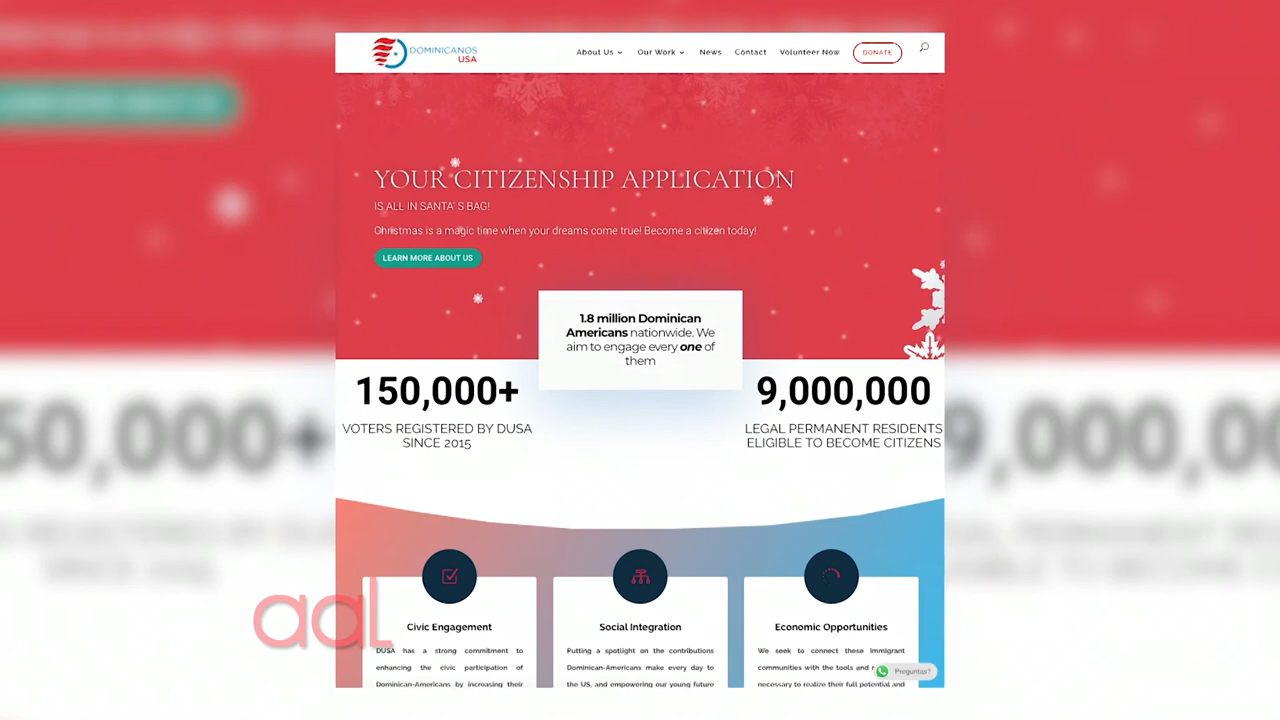 DOMINICANOS
USA
About Us
Our Work
News
Contact
Volunteer Now
DONATE
YOUR CITIZENSHIP APPLICATION
IS ALL IN SANTA'S BAG!
Christmas is a magic time when your dreams come true! Become a citizen today!
LEARN MORE ABOUT US
1.8 million Dominican
Americans nationwide. We
aim to engage every one of
them
150,000+
VOTERS REGISTERED BY DUSA
SINCE 2015
9,000,000
LEGAL PERMANENT RESIDENTS
ELIGIBLE TO BECOME CITIZENS
aal
Civic Engagement
DUSA has a strong commitment to
enhancing the civic participation of
Dominican-Americans by increasing their
Social Integration
Putting a spotlight on the contributions
Dominican-Americans make every day to
the US, and empowering our young future
Economic Opportunities
We seek to connect these immigrant
communities with the tools and
necessary to realize their full potential and
Preguntas?